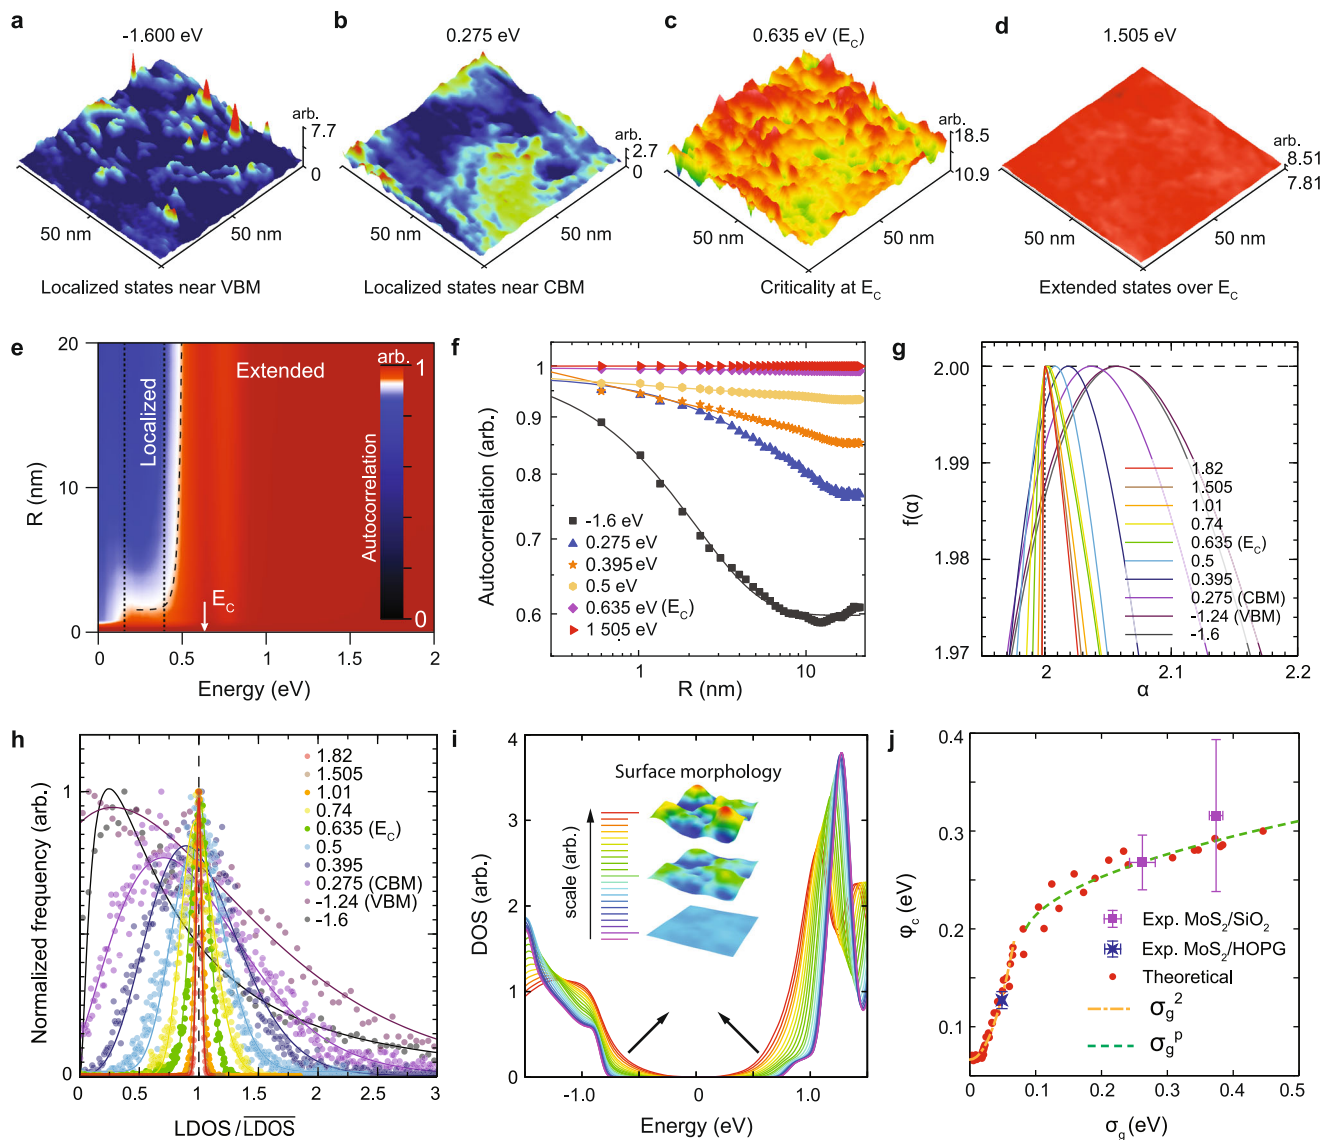 a
-1.600 eV
arb.
7.7
0
50 nm
50 nm
Localized states near VBM
b
0.275 eV
arb.
2.7
0
50 nm
50 nm
Localized states near CBM
c
0.635 eV (E_C)
arb.
18.5
10.9
50 nm
50 nm
Criticality at E_C
d
1.505 eV
arb.
8.51
7.81
50 nm
50 nm
Extended states over E_C
e
R (nm)
20
10
0
Localized
Extended
E_C
arb.
1
0
Autocorrelation
0
0.5
1
1.5
2
Energy (eV)
f
Autocorrelation (arb.)
1
0.9
0.8
0.7
0.6
-1.6 eV
0.275 eV
0.395 eV
0.5 eV
0.635 eV (E_C)
1 505 eV
1
10
R (nm)
g
f(α)
2.00
1.99
1.98
1.97
1.82
1.505
1.01
0.74
0.635 (E_C)
0.5
0.395
0.275 (CBM)
-1.24 (VBM)
-1.6
2
2.1
2.2
α
h
Normalized frequency (arb.)
1
0
1.82
1.505
1.01
0.74
0.635 (E_C)
0.5
0.395
0.275 (CBM)
-1.24 (VBM)
-1.6
0
0.5
1
1.5
2
2.5
3
LDOS / L̅D̅O̅S̅
i
DOS (arb.)
4
3
2
1
0
Surface morphology
scale (arb.)
-1.0
0
1.0
Energy (eV)
j
φ_c (eV)
0.4
0.3
0.2
0.1
Exp. MoS₂/SiO₂
Exp. MoS₂/HOPG
Theoretical
σ_g²
σ_g^p
0
0.1
0.2
0.3
0.4
0.5
σ_g (eV)